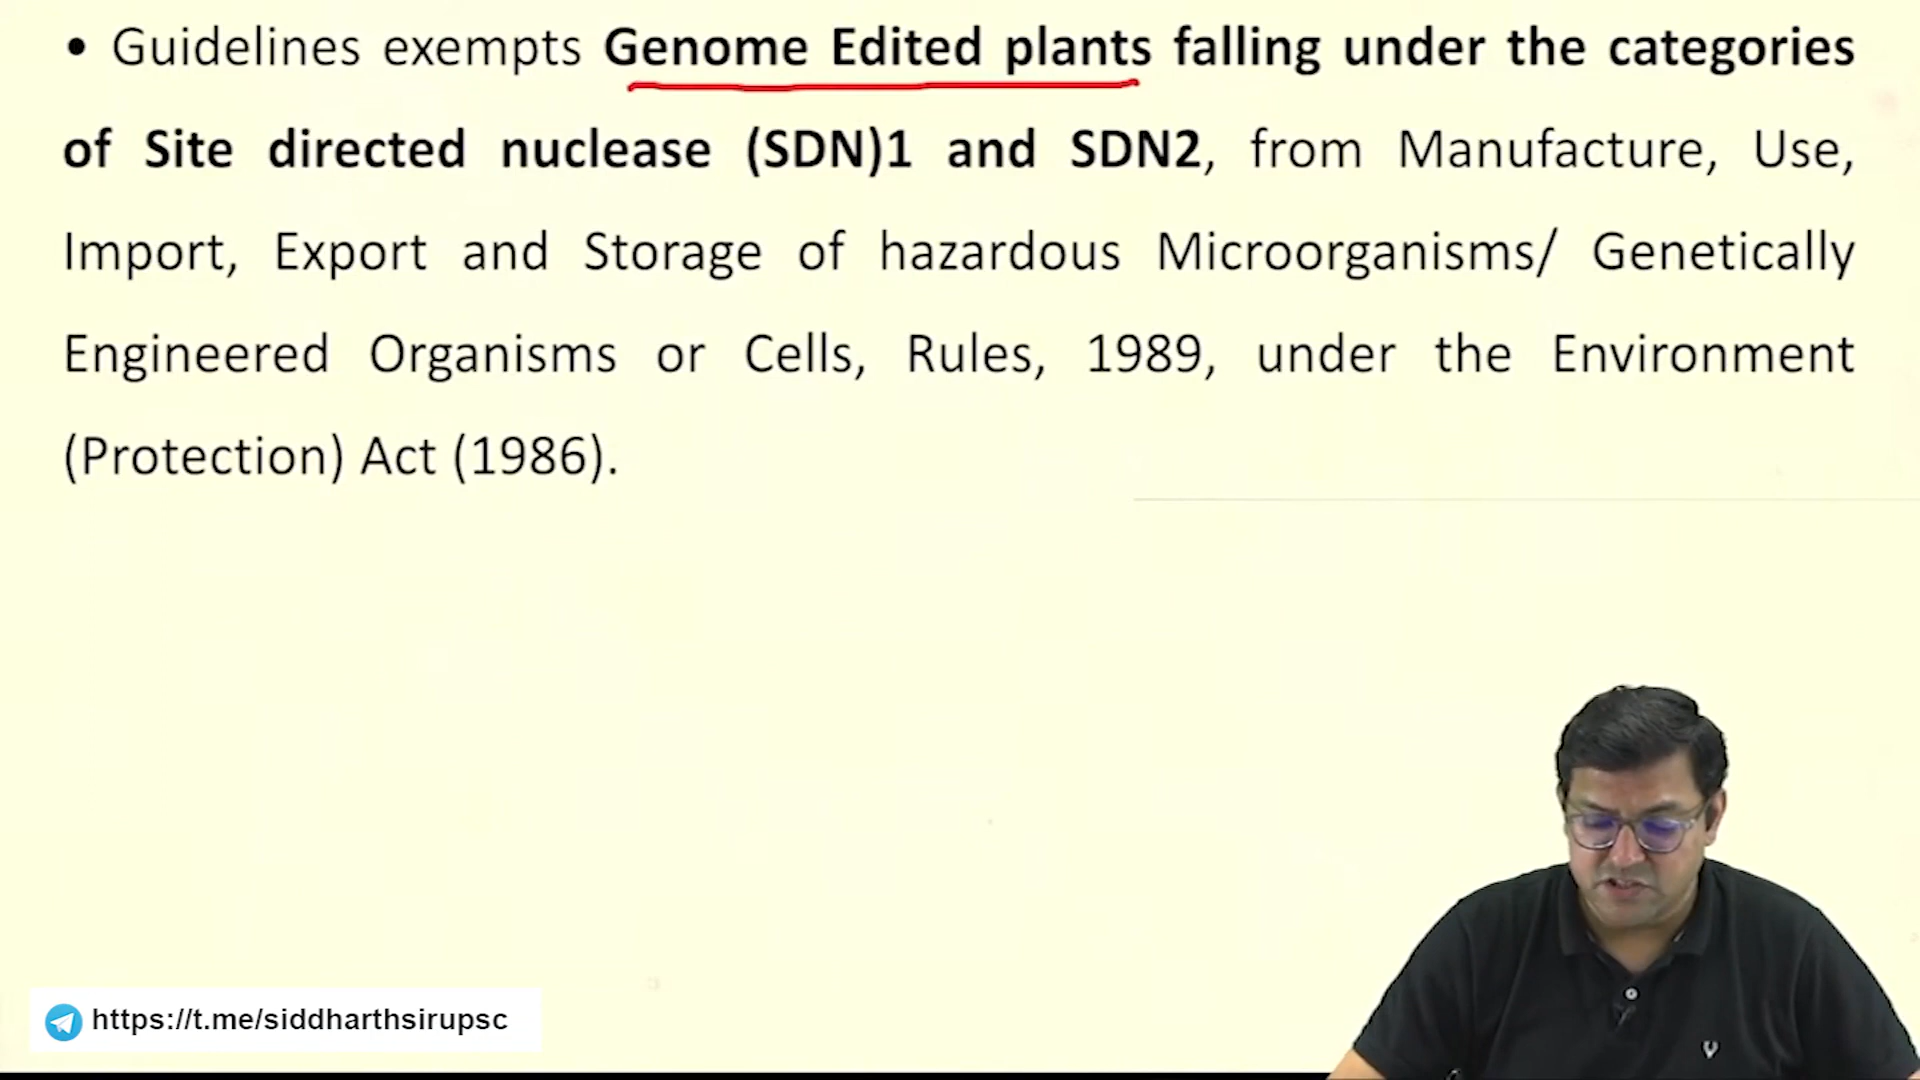 • Guidelines exempts Genome Edited plants falling under the categories
of Site directed nuclease (SDN)1 and SDN2, from Manufacture, Use,
Import, Export and Storage of hazardous Microorganisms/ Genetically
Engineered Organisms or Cells, Rules, 1989, under the Environment
(Protection) Act (1986).
https://t.me/siddharthsirupsc